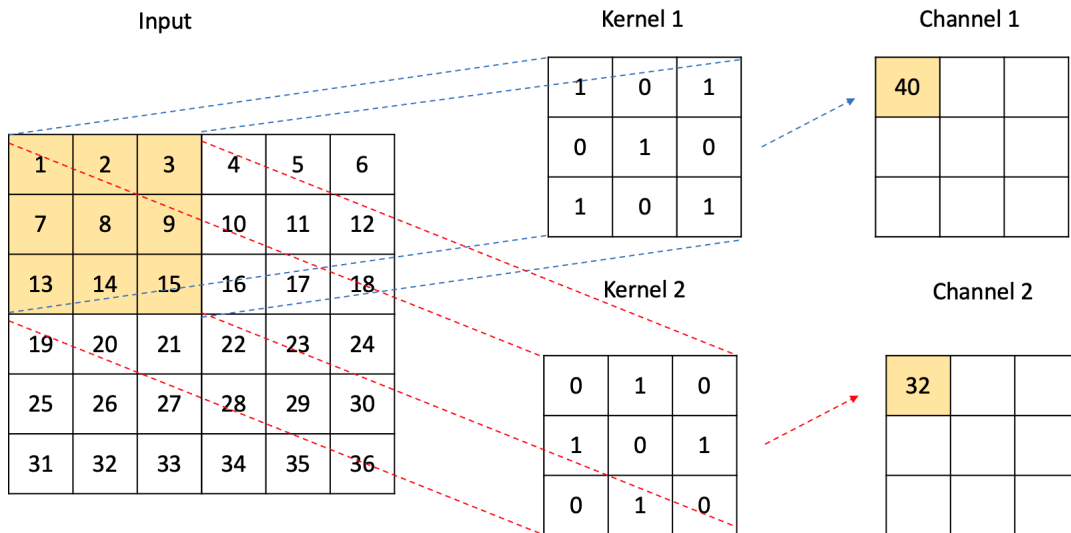 Input
1 2 3 4 5 6
7 8 9 10 11 12
13 14 15 16 17 18
19 20 21 22 23 24
25 26 27 28 29 30
31 32 33 34 35 36
Kernel 1
1 0 1
0 1 0
1 0 1
Channel 1
40
Kernel 2
0 1 0
1 0 1
0 1 0
Channel 2
32